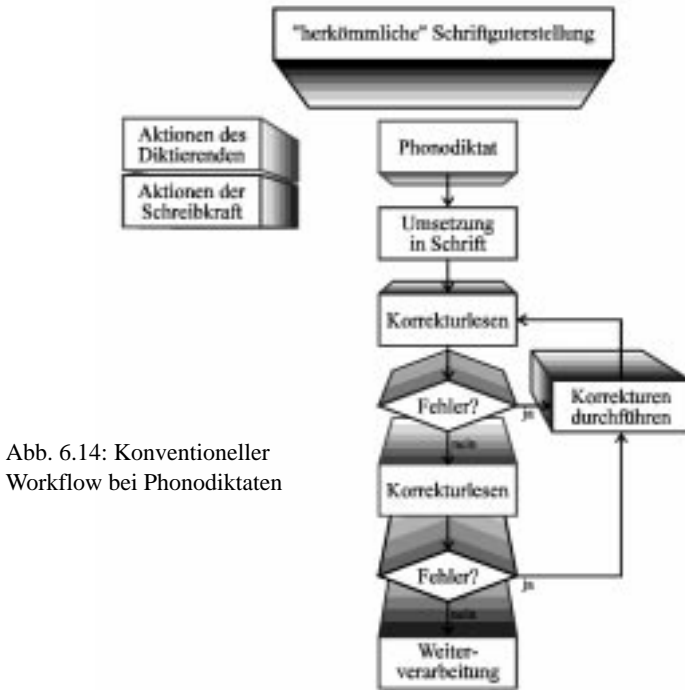 "herkömmliche" Schriftguterstellung
Aktionen des
Diktierenden
Aktionen der
Schreibkraft
Phonodiktat
Umsetzung
in Schrift
Korrekturlesen
Fehler?
ja
Korrekturen
durchführen
nein
Abb. 6.14: Konventioneller
Workflow bei Phonodiktaten
Korrekturlesen
Fehler?
ja
nein
Weiter-
verarbeitung